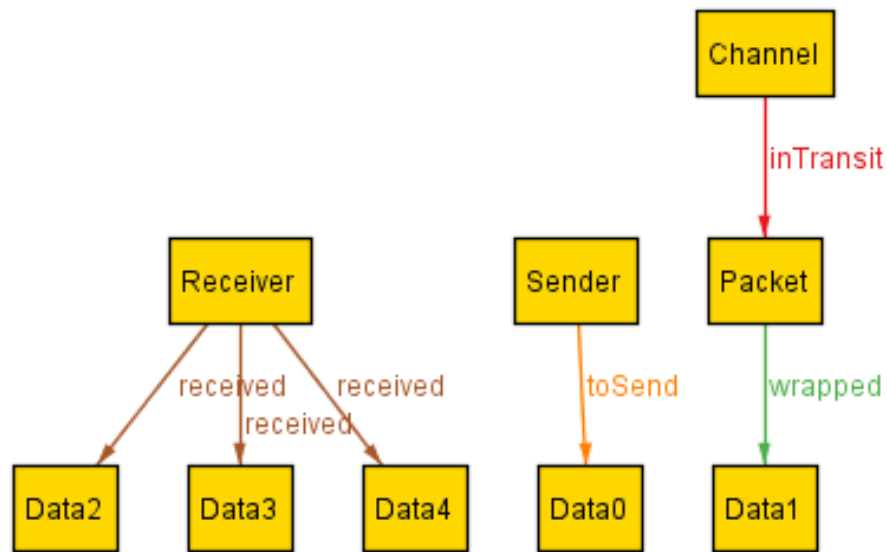 Channel
inTransit
Receiver
Sender
Packet
received
received
toSend
wrapped
received
Data2
Data3
Data4
Data0
Data1